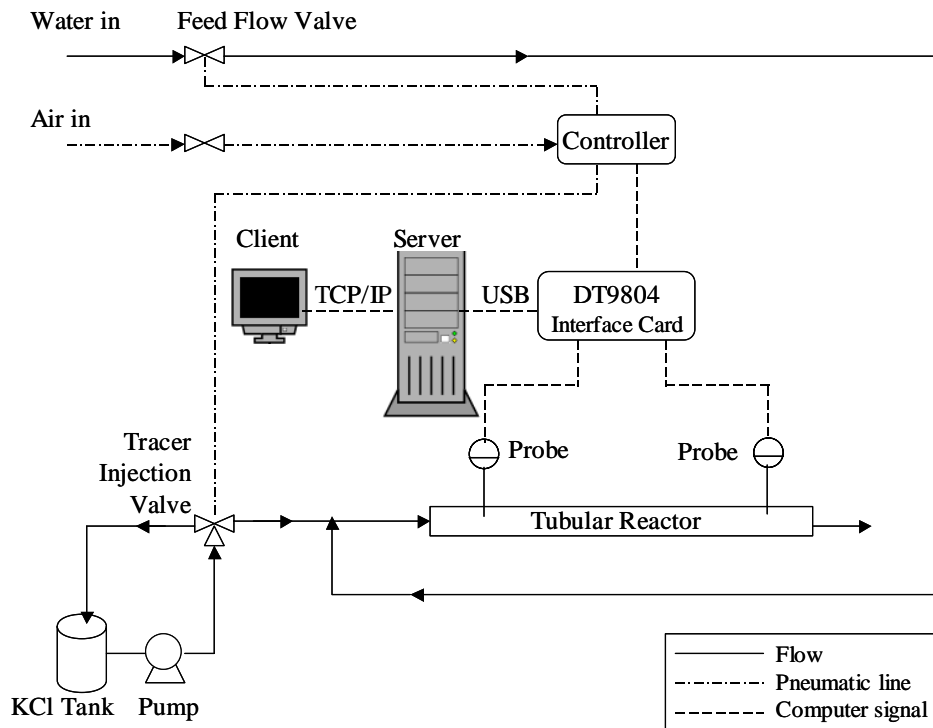 Water in
Feed Flow Valve
Air in
Controller
Client
Server
TCP/IP
USB
DT9804
Interface Card
Tracer
Injection
Valve
Probe
Probe
Tubular Reactor
KCl Tank
Pump
Flow
Pneumatic line
Computer signal